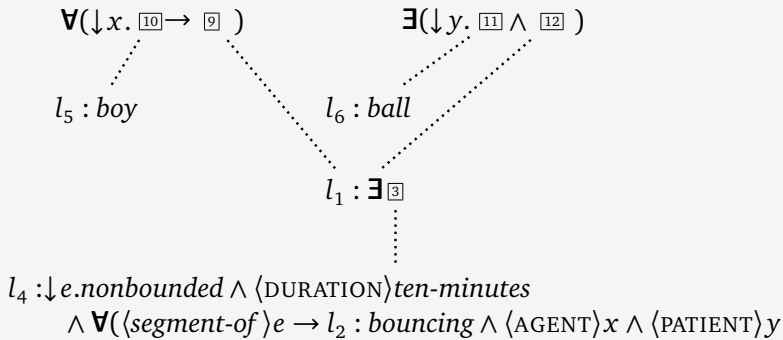 ∀(↓x. 10 → 9 ) ∃(↓y. 11 ∧ 12 )
l₅ : boy l₆ : ball
l₁ : ∃ 3
l₄ :↓e.nonbounded ∧ ⟨DURATION⟩ten-minutes
∧ ∀(⟨segment-of ⟩e → l₂ : bouncing ∧ ⟨AGENT⟩x ∧ ⟨PATIENT⟩y